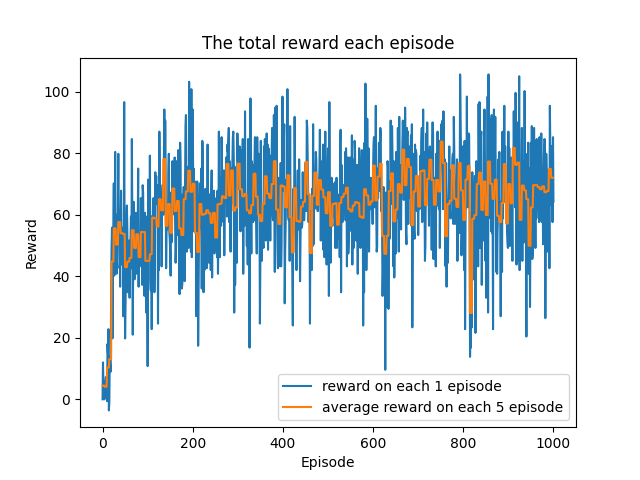 The total reward each episode
Reward
100
80
60
40
20
0
reward on each 1 episode
average reward on each 5 episode
0 200 400 600 800 1000
Episode